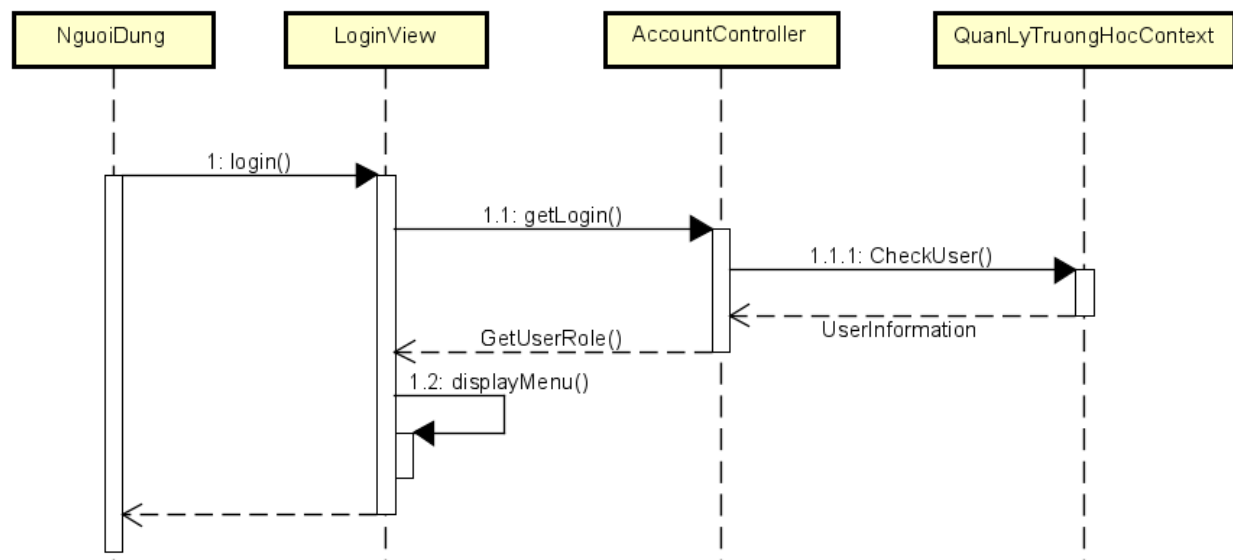 NguoiDung
LoginView
AccountController
QuanLyTruongHocContext
1: login()
1.1: getLogin()
1.1.1: CheckUser()
UserInformation
GetUserRole()
1.2: displayMenu()